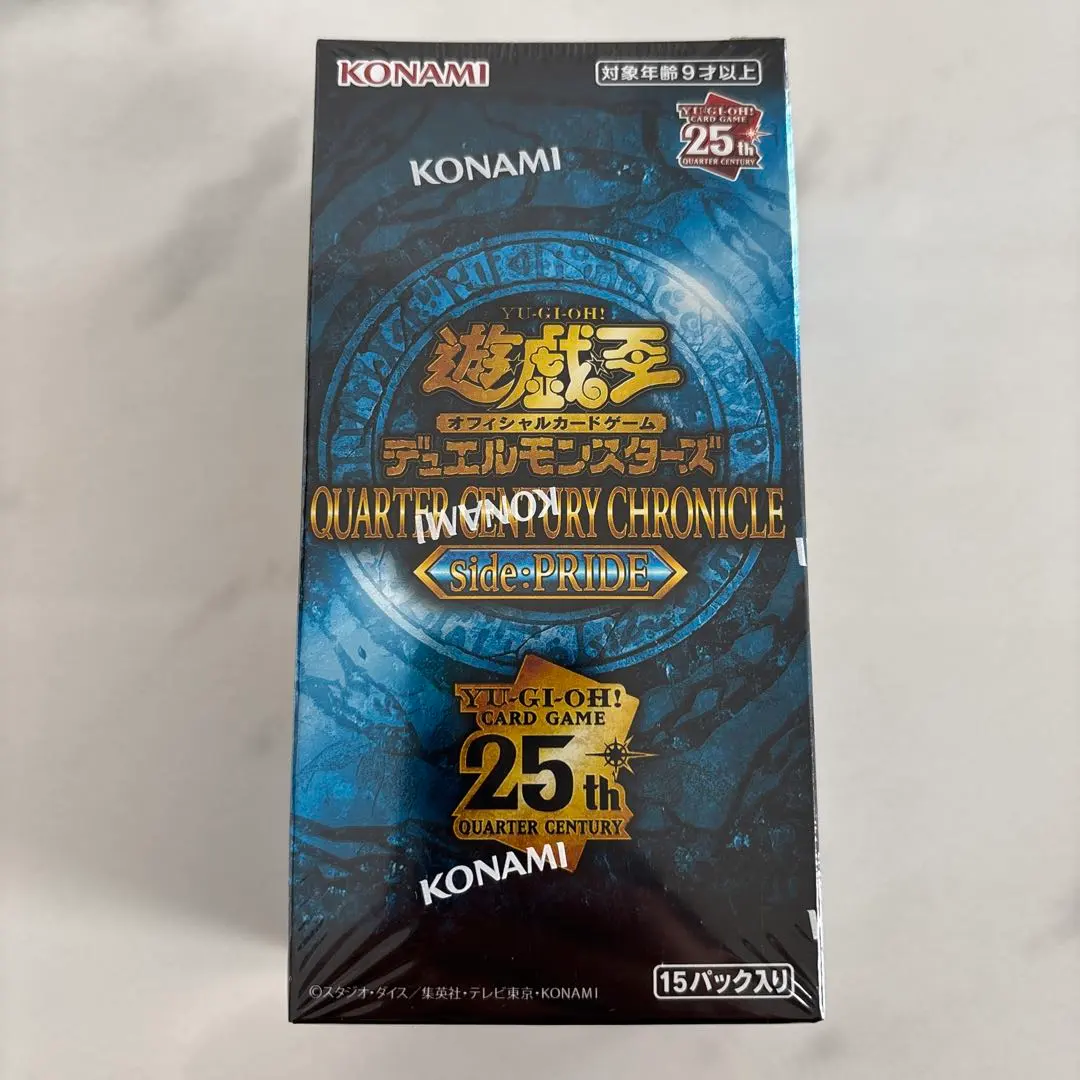 KONAMI
対象年齢9才以上
YU-GI-OH!
CARD GAME
25th
QUARTER CENTURY
KONAMI
YU-GI-OH!
遊戯王
オフィシャルカードゲーム
デュエルモンスターズ
QUARTER CENTURY CHRONICLE
KONAMI
side:PRIDE
YU-GI-OH!
CARD GAME
25th
QUARTER CENTURY
KONAMI
©スタジオ・ダイス/集英社・テレビ東京・KONAMI
15パック入り